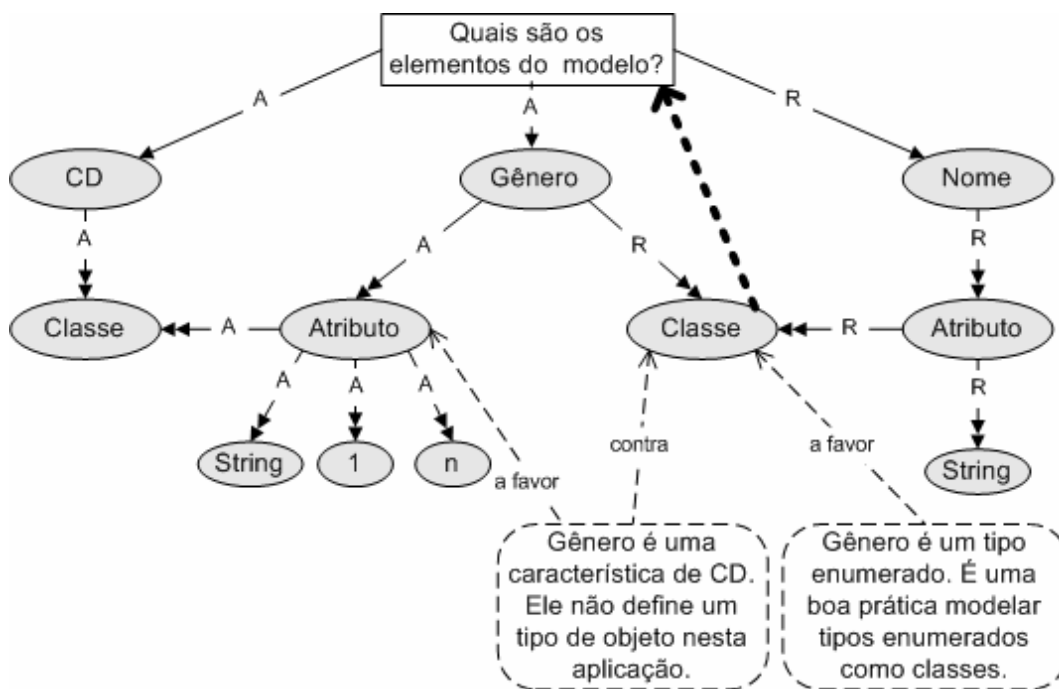 Quais são os
elementos do modelo?
A
A
R
CD
Gênero
Nome
A
A
R
R
Classe
A
Atributo
Classe
R
Atributo
A
A
A
R
String
1
n
contra
a favor
String
a favor
Gênero é uma
característica de CD.
Ele não define um
tipo de objeto nesta
aplicação.
Gênero é um tipo
enumerado. É uma
boa prática modelar
tipos enumerados
como classes.